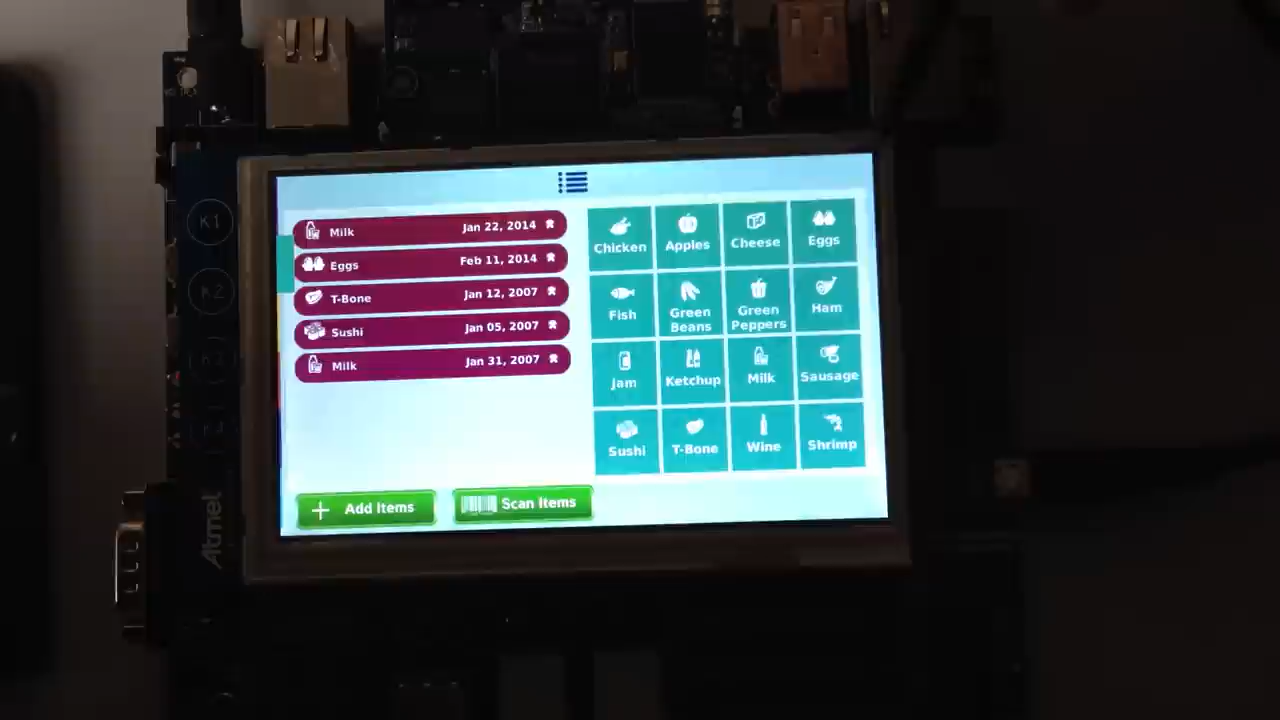 K1
K2
Atmel
Milk Jan 22, 2014
Eggs Feb 11, 2014
T-Bone Jan 12, 2007
Sushi Jan 05, 2007
Milk Jan 31, 2007
Chicken Apples Cheese Eggs
Fish Green Beans Green Peppers Ham
Jam Ketchup Milk Sausage
Sushi T-Bone Wine Shrimp
Add Items
Scan Items